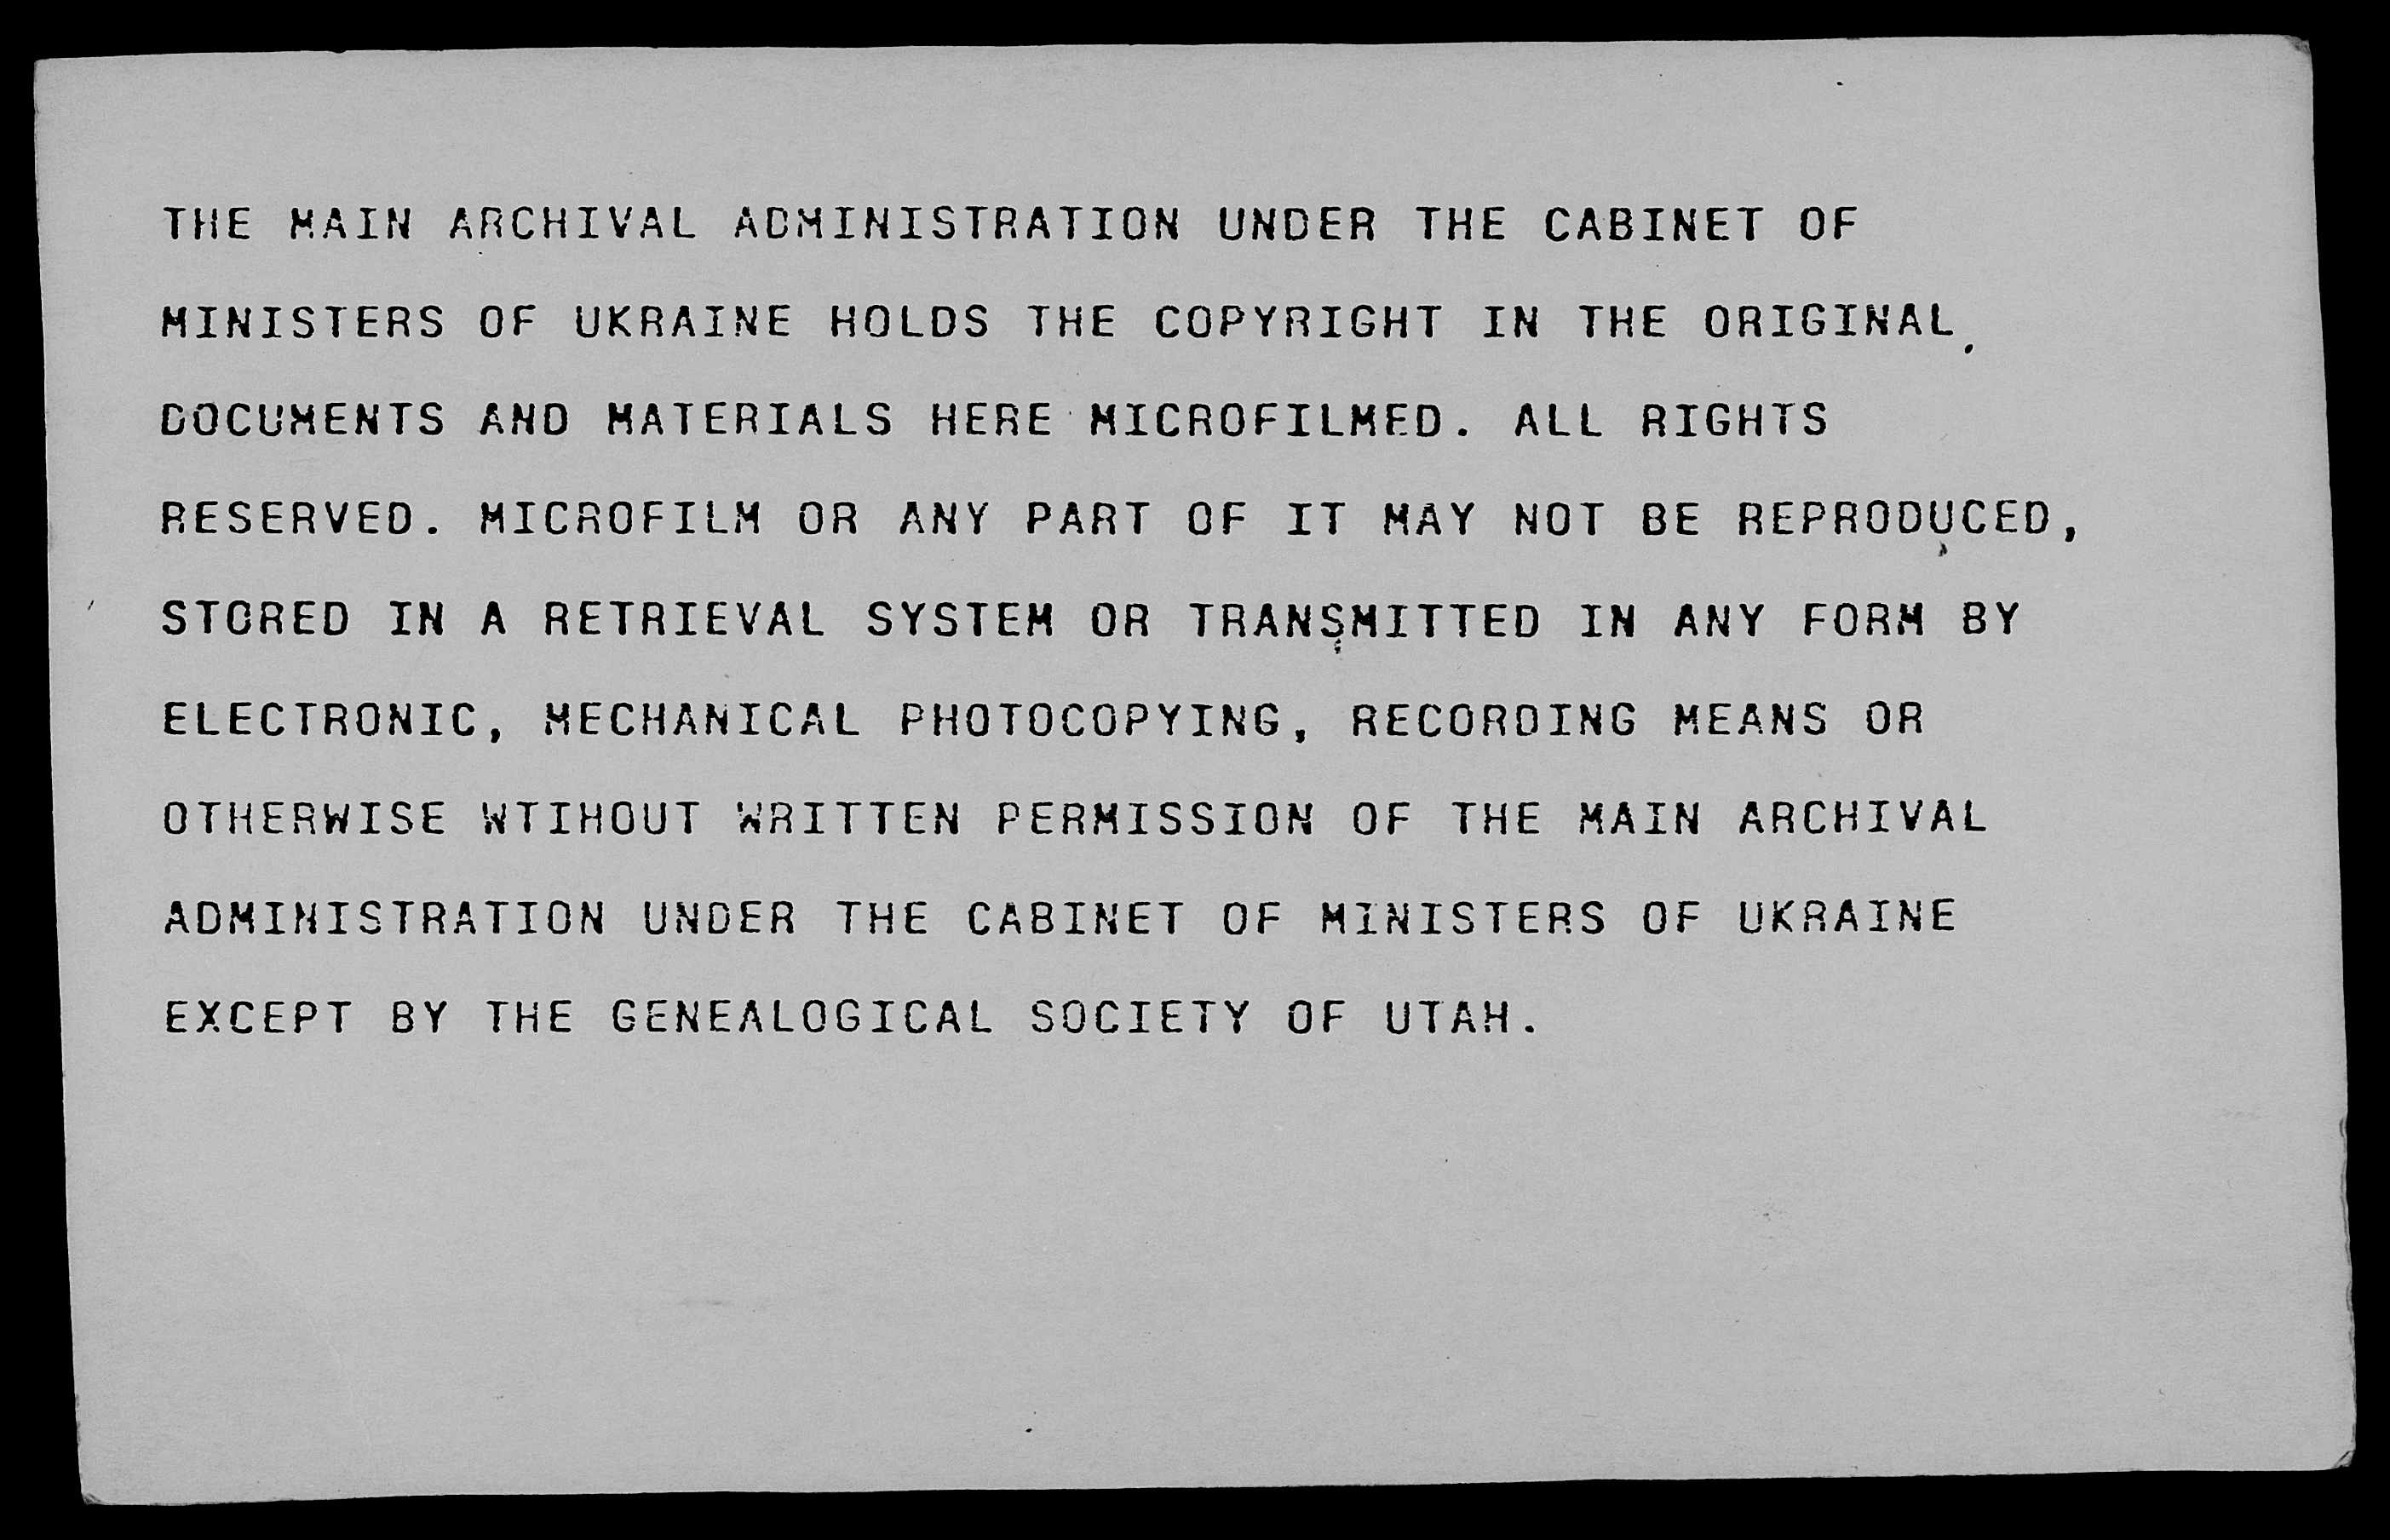 THE MAIN ARCHIVAL ADMINISTRATION UNDER THE CABINET OF
MINISTERS OF UKRAINE HOLDS THE COPYRIGHT IN THE ORIGINAL
DOCUMENTS AND MATERIALS HERE MICROFILMED. ALL RIGHTS
RESERVED. MICROFILM OR ANY PART OF IT MAY NOT BE REPRODUCED,
STORED IN A RETRIEVAL SYSTEM OR TRANSMITTED IN ANY FORM BY
ELECTRONIC, MECHANICAL PHOTOCOPYING, RECORDING MEANS OR
OTHERWISE WTIHOUT WRITTEN PERMISSION OF THE MAIN ARCHIVAL
ADMINISTRATION UNDER THE CABINET OF MINISTERS OF UKRAINE
EXCEPT BY THE GENEALOGICAL SOCIETY OF UTAH.